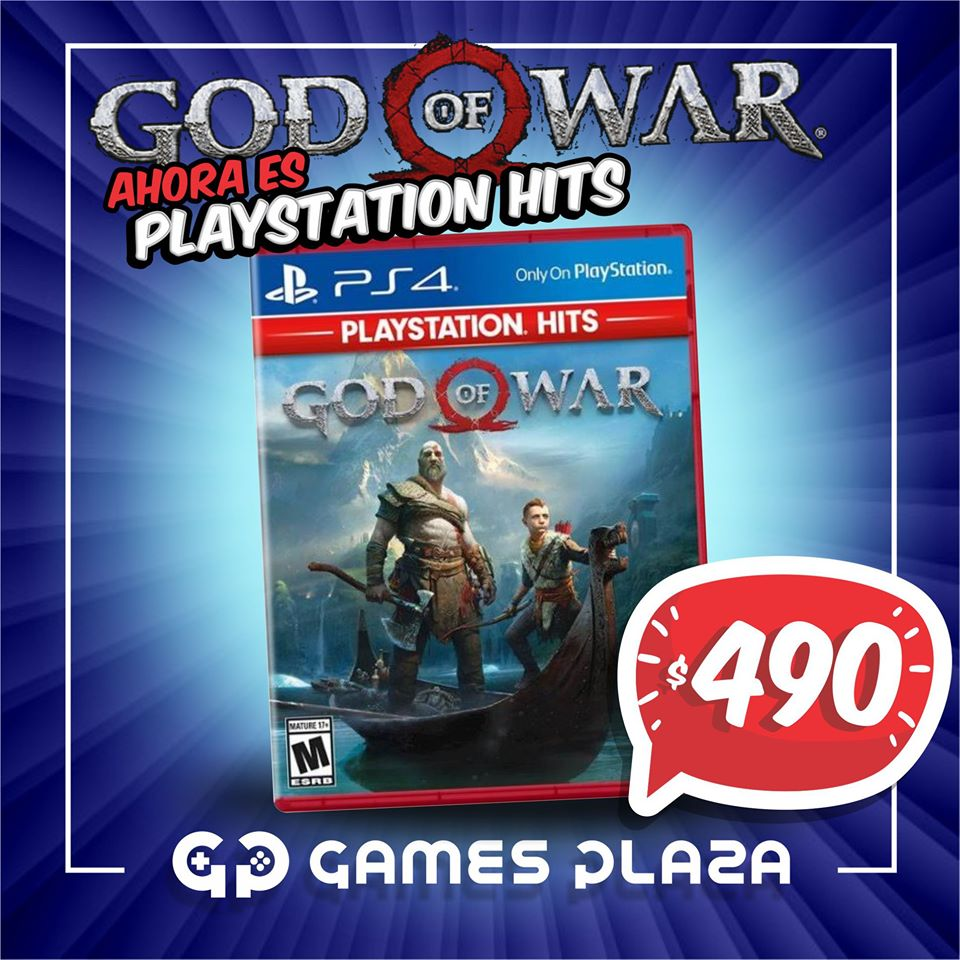 GOD OF WAR®
AHORA ES
PLAYSTATION HITS
PS4™
Only On PlayStation®
PLAYSTATION® HITS
GOD OF WAR
$490
MATURE 17+
M
ESRB
GP GAMES PLAZA